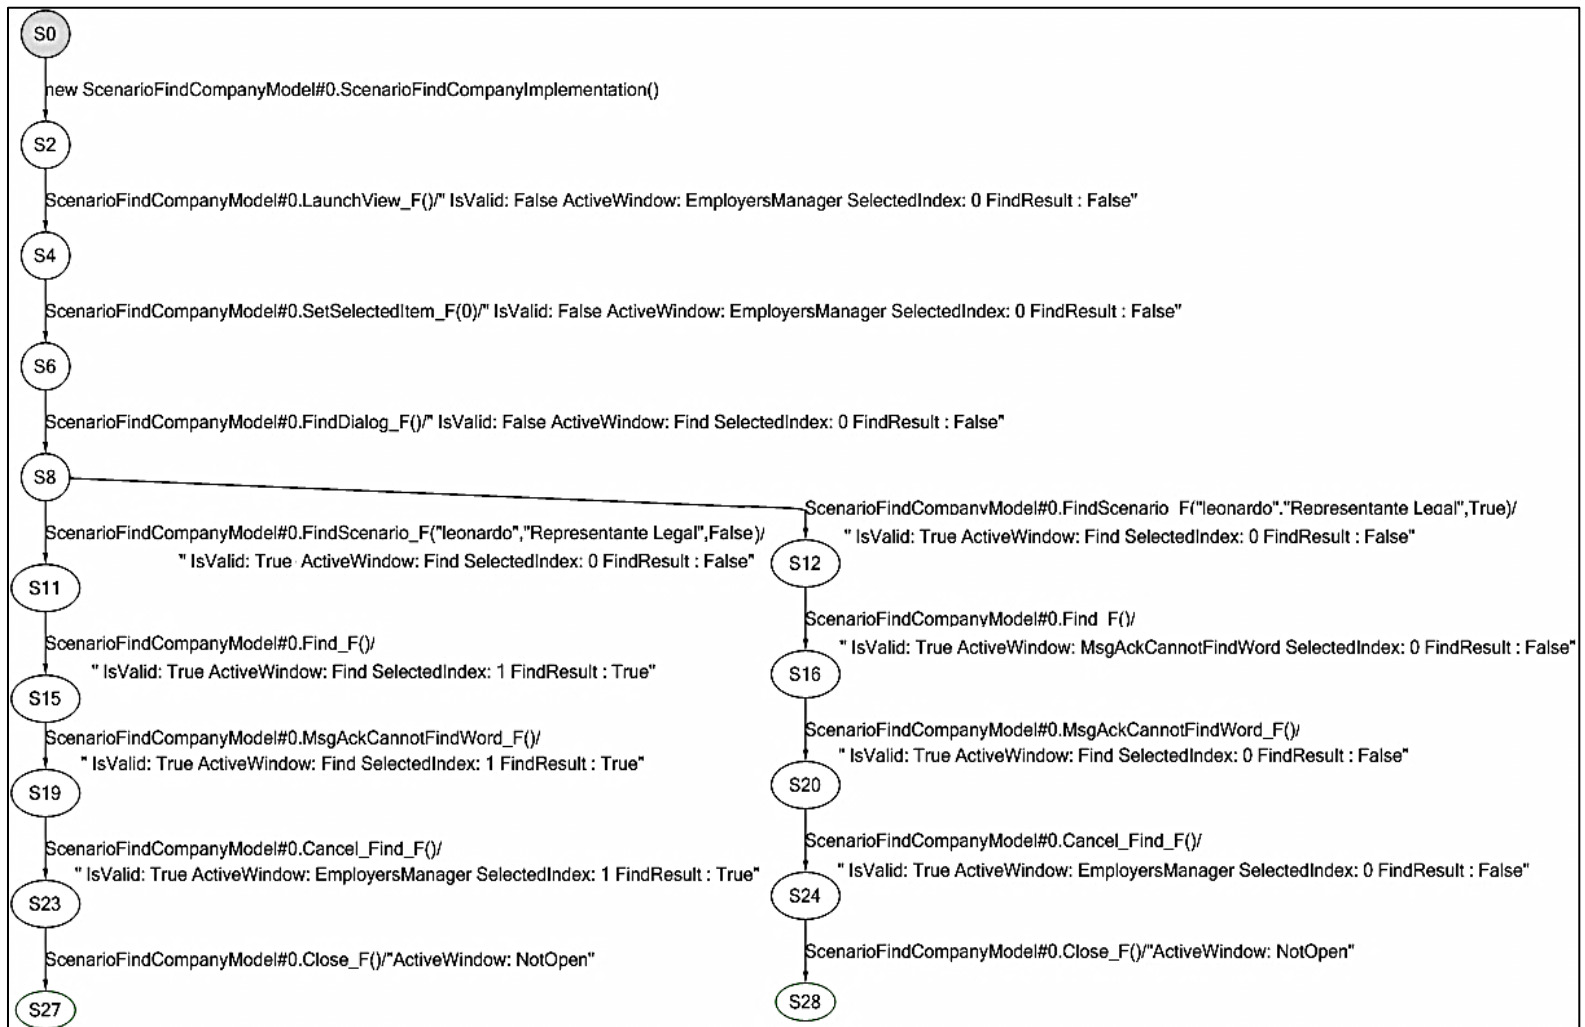 S0
new ScenarioFindCompanyModel#0.ScenarioFindCompanyImplementation()
S2
ScenarioFindCompanyModel#0.LaunchView_F()/" IsValid: False ActiveWindow: EmployersManager SelectedIndex: 0 FindResult : False"
S4
ScenarioFindCompanyModel#0.SetSelectedItem_F(0)/" IsValid: False ActiveWindow: EmployersManager SelectedIndex: 0 FindResult : False"
S6
ScenarioFindCompanyModel#0.FindDialog_F()/" IsValid: False ActiveWindow: Find SelectedIndex: 0 FindResult : False"
S8
ScenarioFindCompanyModel#0.FindScenario_F("leonardo","Representante Legal",False)/
" IsValid: True ActiveWindow: Find SelectedIndex: 0 FindResult : False"
S11
ScenarioFindCompanyModel#0.Find_F()/
" IsValid: True ActiveWindow: Find SelectedIndex: 1 FindResult : True"
S15
ScenarioFindCompanyModel#0.MsgAckCannotFindWord_F()/
" IsValid: True ActiveWindow: Find SelectedIndex: 1 FindResult : True"
S19
ScenarioFindCompanyModel#0.Cancel_Find_F()/
" IsValid: True ActiveWindow: EmployersManager SelectedIndex: 1 FindResult : True"
S23
ScenarioFindCompanyModel#0.Close_F()/"ActiveWindow: NotOpen"
S27
ScenarioFindCompanyModel#0.FindScenario_F("leonardo","Representante Legal",True)/
" IsValid: True ActiveWindow: Find SelectedIndex: 0 FindResult : False"
S12
ScenarioFindCompanyModel#0.Find_F()/
" IsValid: True ActiveWindow: MsgAckCannotFindWord SelectedIndex: 0 FindResult : False"
S16
ScenarioFindCompanyModel#0.MsgAckCannotFindWord_F()/
" IsValid: True ActiveWindow: Find SelectedIndex: 0 FindResult : False"
S20
ScenarioFindCompanyModel#0.Cancel_Find_F()/
" IsValid: True ActiveWindow: EmployersManager SelectedIndex: 0 FindResult : False"
S24
ScenarioFindCompanyModel#0.Close_F()/"ActiveWindow: NotOpen"
S28